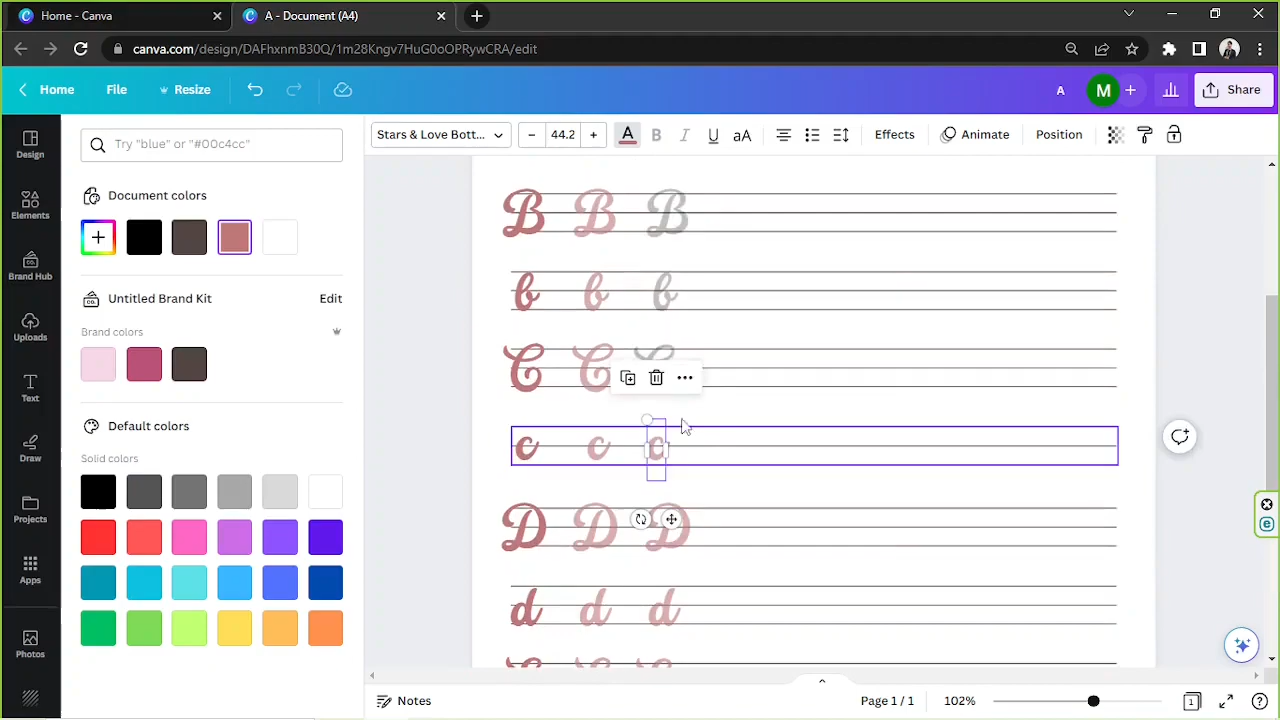 Home - Canva
A - Document (A4)
canva.com/design/DAFhxnmB30Q/1m28Kngv7HuG0oOPRywCRA/edit
Home
File
Resize
A
M
Share
Design
Elements
Brand Hub
Uploads
Text
Draw
Projects
Apps
Photos
Try "blue" or "#00c4cc"
Document colors
Untitled Brand Kit
Edit
Brand colors
Default colors
Solid colors
Stars & Love Bott...
44.2
A
B
I
U
aA
Effects
Animate
Position
B B B
b b b
C C C
c c c
D D D
d d d
Notes
Page 1 / 1
102%
1